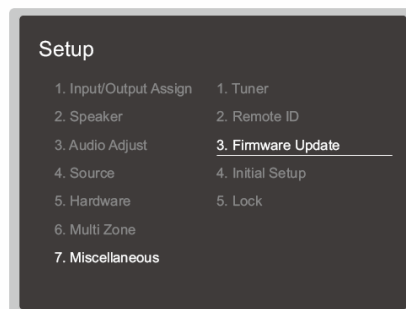 Setup
1. Input/Output Assign
2. Speaker
3. Audio Adjust
4. Source
5. Hardware
6. Multi Zone
7. Miscellaneous
1. Tuner
2. Remote ID
3. Firmware Update
4. Initial Setup
5. Lock